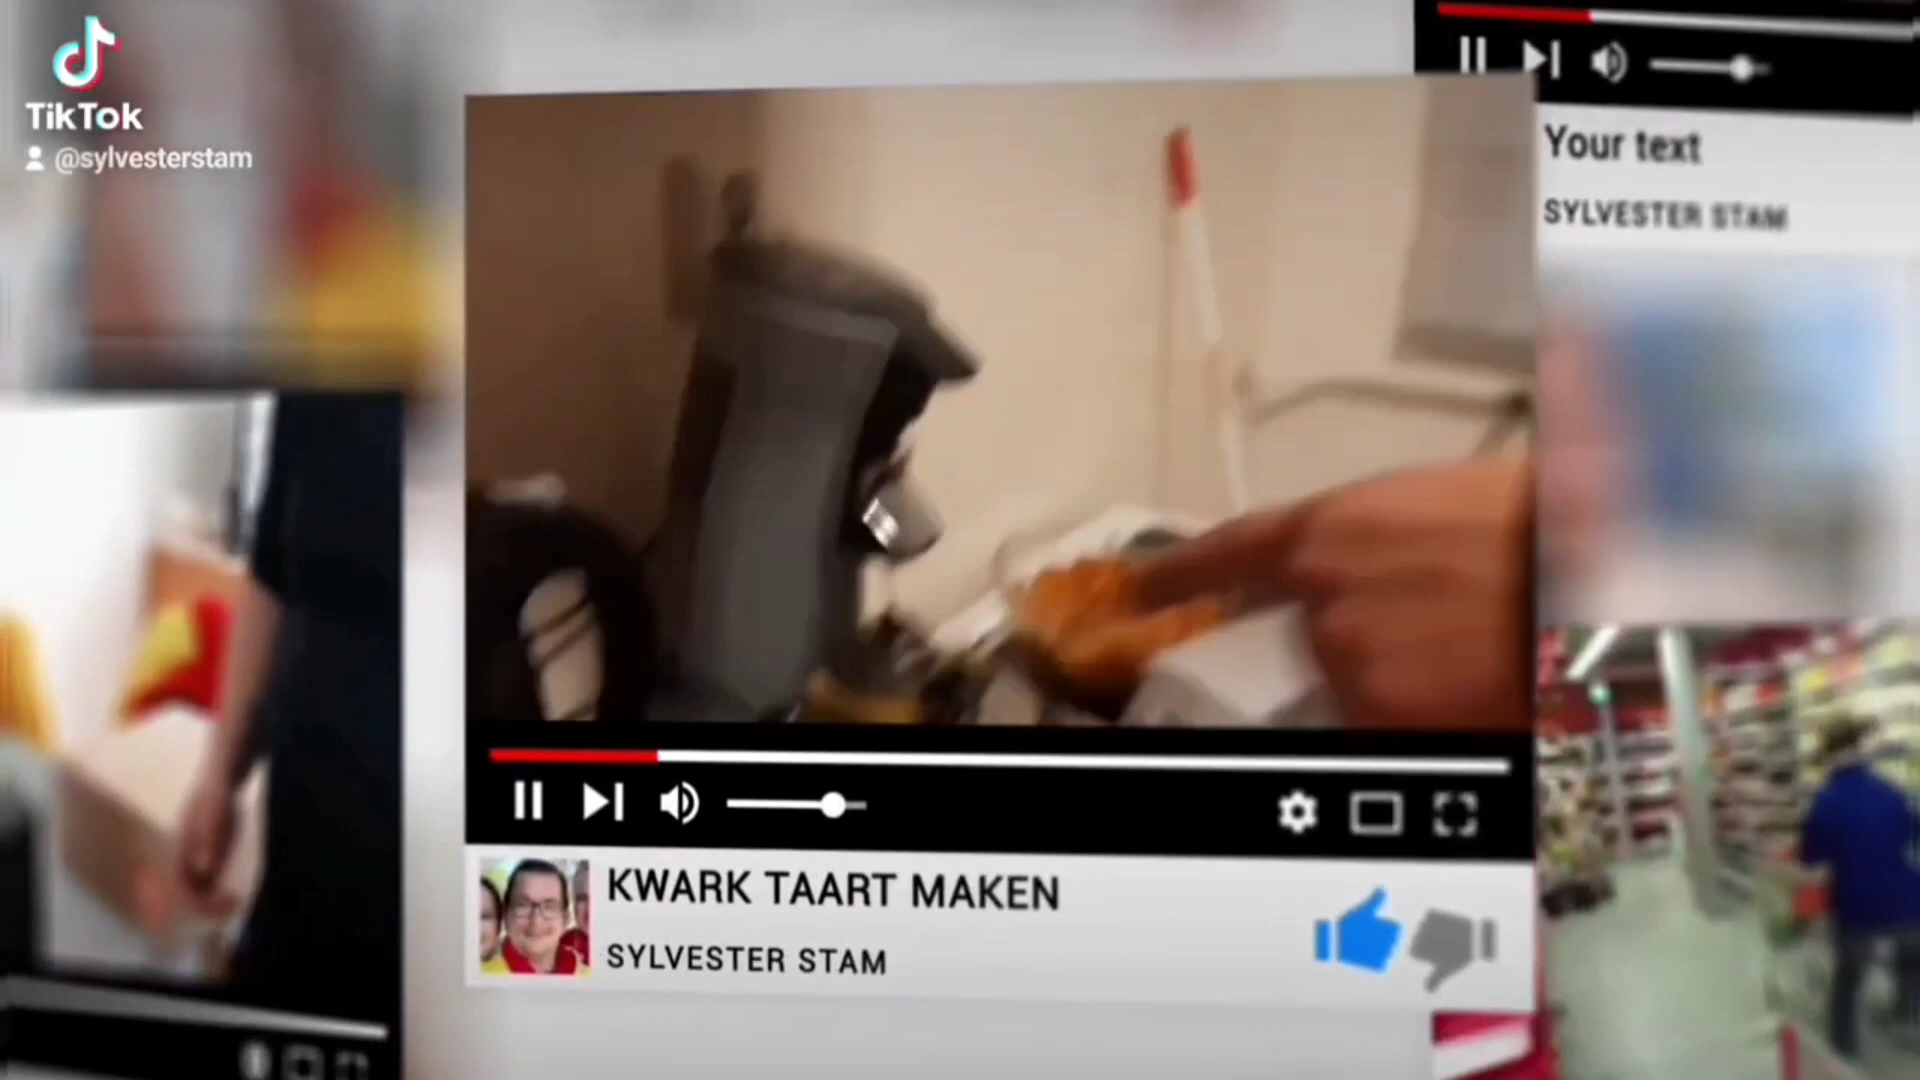 TikTok
@sylvesterstam
Your text
SYLVESTER STAM
KWARK TAART MAKEN
SYLVESTER STAM